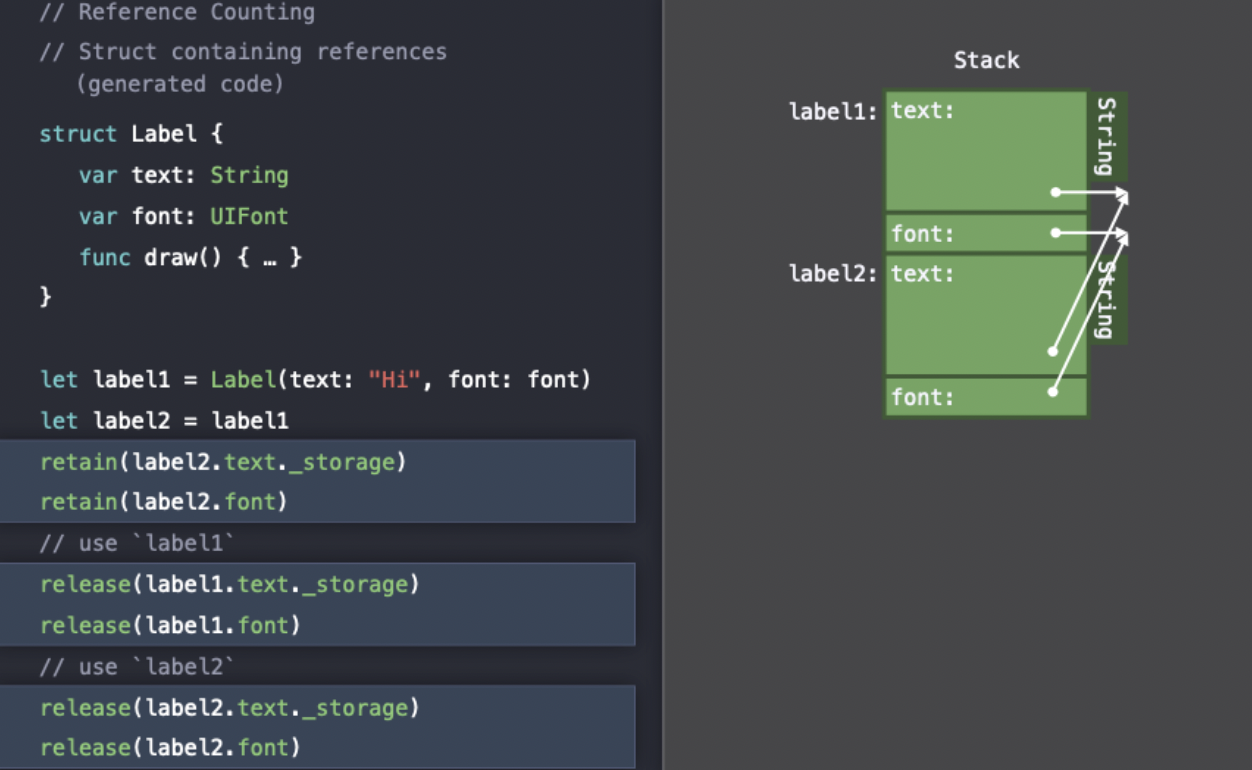 // Reference Counting
// Struct containing references
(generated code)
struct Label {
var text: String
var font: UIFont
func draw() { … }
}
let label1 = Label(text: "Hi", font: font)
let label2 = label1
retain(label2.text._storage)
retain(label2.font)
// use `label1`
release(label1.text._storage)
release(label1.font)
// use `label2`
release(label2.text._storage)
release(label2.font)
Stack
label1: text:
String
font:
label2: text:
String
font: